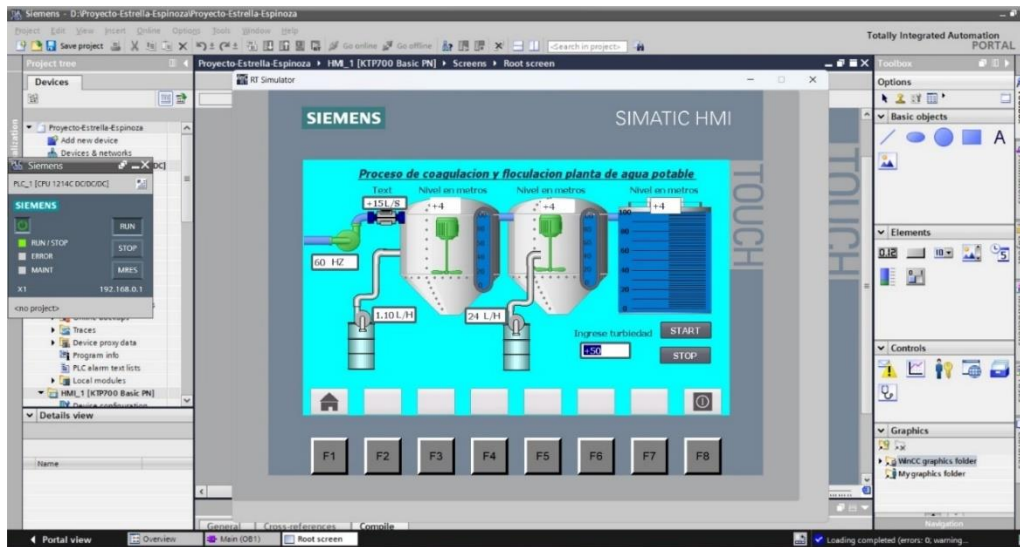 Siemens - D:\Proyecto-Estrella-Espinoza\Proyecto-Estrella-Espinoza
Project Edit View Insert Online Options Tools Window Help
Save project
Go online
Go offline
<Search in project>
Totally Integrated Automation
PORTAL
Project tree
Proyecto-Estrella-Espinoza
HMI_1 [KTP700 Basic PN]
Screens
Root screen
Toolbox
Devices
RT Simulator
Options
Proyecto-Estrella-Espinoza
Add new device
Devices & networks
Siemens
PLC_1 [CPU 1214C DC/DC/DC]
SIEMENS
RUN
RUN / STOP
STOP
ERROR
MAINT
MRES
X1
192.168.0.1
<no project>
Traces
Device proxy data
Program info
PLC alarm text lists
Local modules
HMI_1 [KTP700 Basic PN]
Device configuration
Details view
Name
SIEMENS
SIMATIC HMI
TOUCH
TOUCH
Proceso de coagulacion y floculacion planta de agua potable
Text
Nivel en metros
Nivel en metros
Nivel en metros
+15L/S
+4
+4
+4
100
60 HZ
1.10 L/H
24 L/H
Ingrese turbiedad
START
+50
STOP
F1
F2
F3
F4
F5
F6
F7
F8
Basic objects
A
Elements
Controls
Graphics
WinCC graphics folder
My graphics folder
General
Cross-references
Compile
Navigation
Portal view
Overview
Main (OB1)
Root screen
Loading completed (errors: 0; warning...